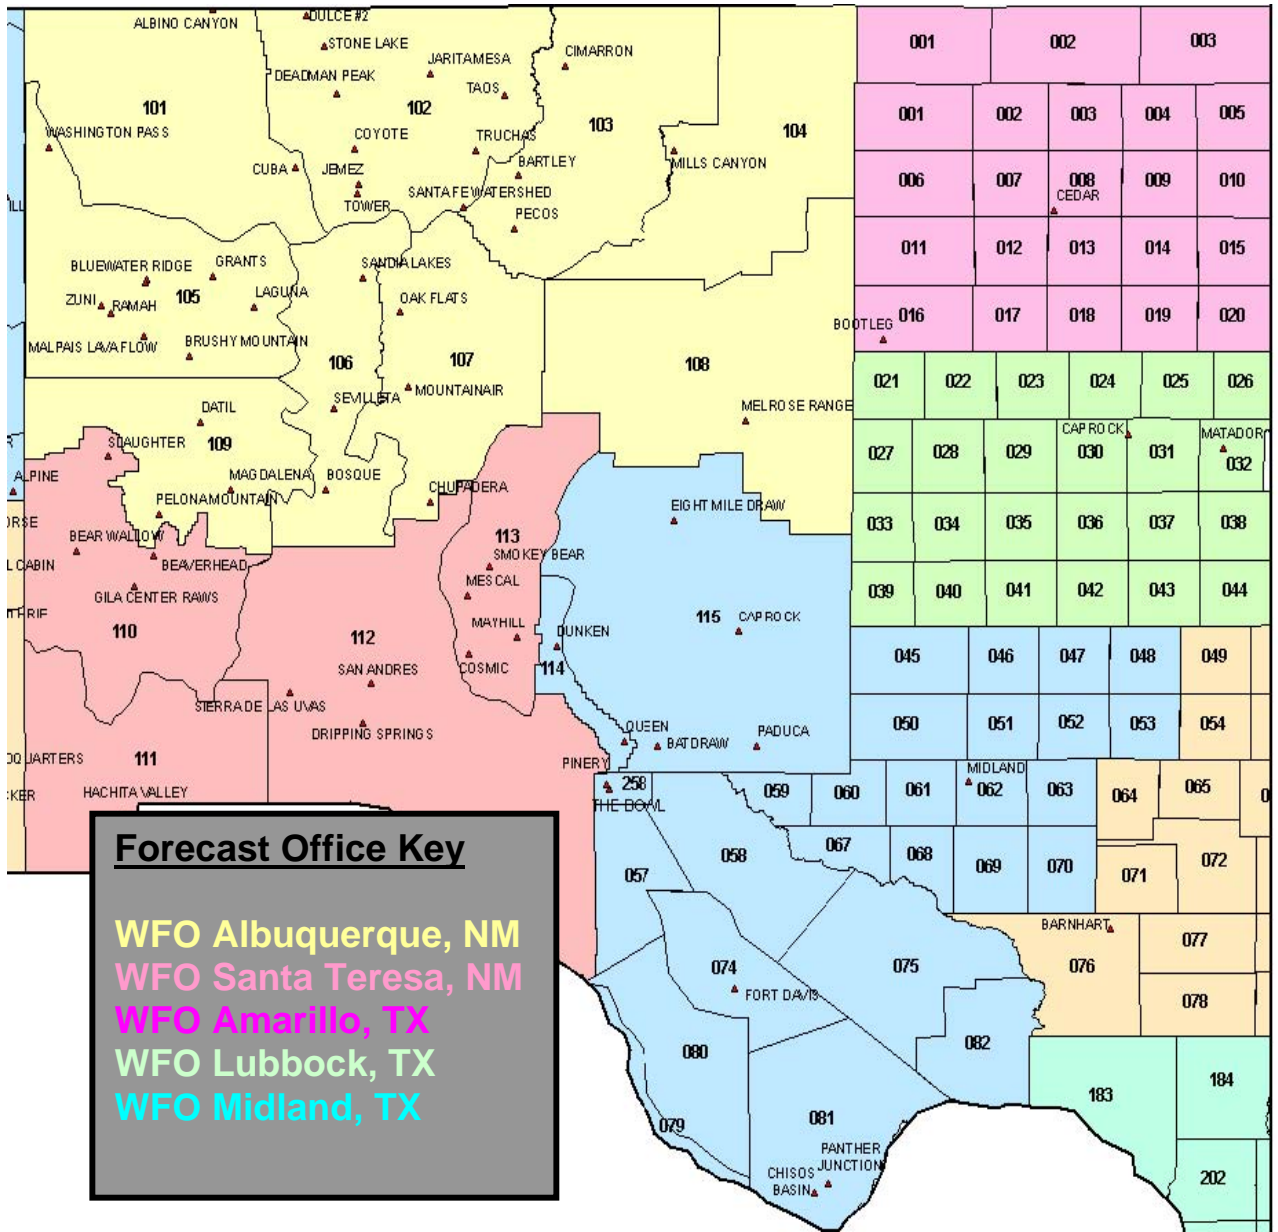 ALBINO CANYON
DULCE #2
STONE LAKE
DEADMAN PEAK
JARITAMESA
TAOS
CIMARRON
001
002
003
101
102
103
104
WASHINGTON PASS
COYOTE
TRUCHAS
BARTLEY
MILLS CANYON
CUBA
JEMEZ
TOWER
SANTA FE WATERSHED
PECOS
001
002
003
004
005
006
007
008
009
010
CEDAR
011
012
013
014
015
BLUEWATER RIDGE
GRANTS
SANDIA LAKES
ZUNI
RAMAH
105
LAGUNA
OAK FLATS
MALPAIS LAVA FLOW
BRUSHY MOUNTAIN
106
107
108
BOOTLEG
016
017
018
019
020
021
022
023
024
025
026
SEVILLETA
MOUNTAINAIR
MELROSE RANGE
DATIL
109
SLAUGHTER
CAPROCK
MATADOR
027
028
029
030
031
032
ALPINE
MAGDALENA
BOSQUE
CHUPADERA
PELONA MOUNTAIN
EIGHT MILE DRAW
ORSE
BEAR WALLOW
BEAVERHEAD
113
SMOKEY BEAR
033
034
035
036
037
038
L CABIN
GILA CENTER RAWS
MESCAL
039
040
041
042
043
044
THRIE
110
112
MAYHILL
DUNKEN
115
CAPROCK
SAN ANDRES
COSMIC
114
045
046
047
048
049
SIERRA DE LAS UVAS
DRIPPING SPRINGS
QUEEN
BATDRAW
PADUCA
050
051
052
053
054
111
QUARTERS
HACHITA VALLEY
CKER
PINERY
258
THE BOWL
059
060
061
MIDLAND
062
063
064
065
0
057
058
067
068
069
070
071
072
Forecast Office Key
WFO Albuquerque, NM
WFO Santa Teresa, NM
WFO Amarillo, TX
WFO Lubbock, TX
WFO Midland, TX
BARNHART
074
FORT DAVIS
075
076
077
078
080
082
079
081
PANTHER
JUNCTION
CHISOS
BASIN
183
184
202